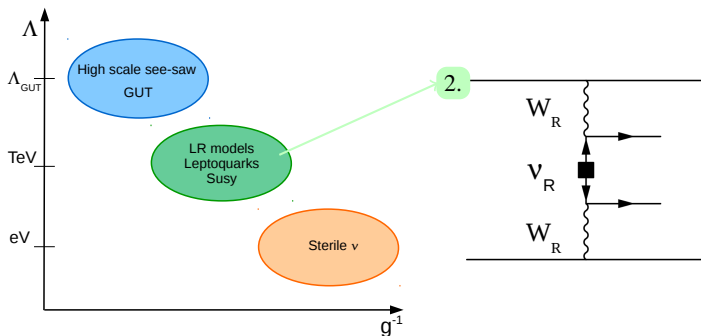 Λ
Λ_GUT
TeV
eV
g⁻¹
High scale see-saw
GUT
LR models
Leptoquarks
Susy
Sterile ν
2.
W_R
ν_R
W_R